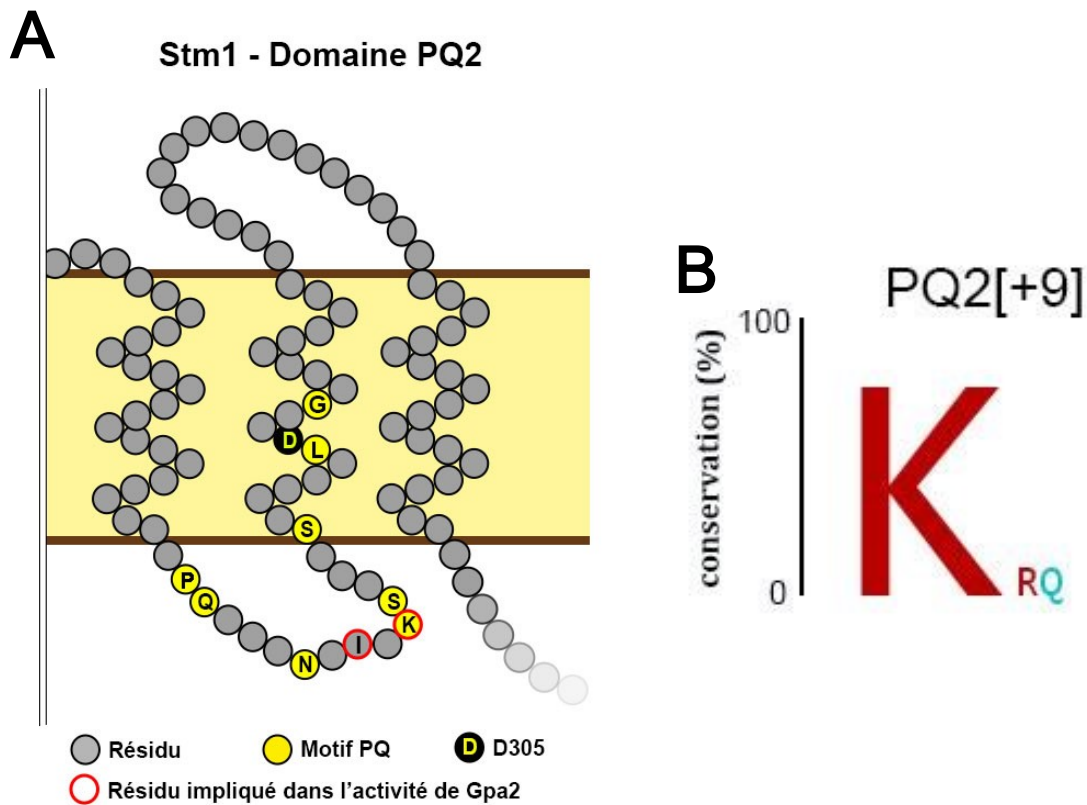 A
Stm1 - Domaine PQ2
G
D
L
S
P
Q
S
K
I
N
Résidu
Motif PQ
D
D305
Résidu impliqué dans l'activité de Gpa2
B
PQ2[+9]
100
conservation (%)
0
K
RQ